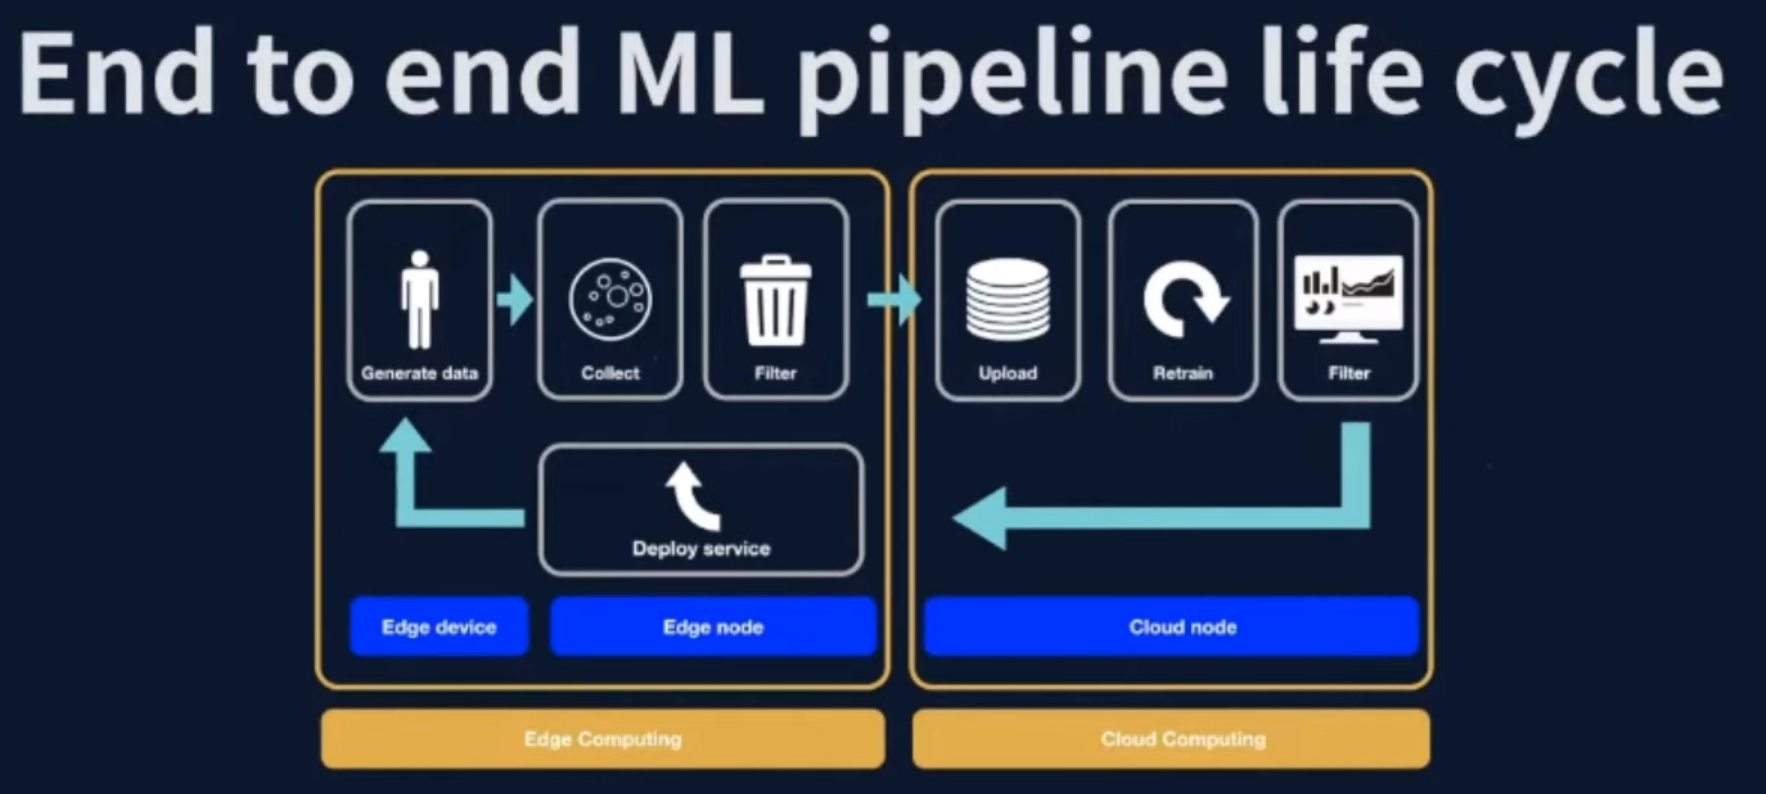 End to end ML pipeline life cycle
Generate data
Collect
Filter
Upload
Retrain
Filter
Deploy service
Edge device
Edge node
Cloud node
Edge Computing
Cloud Computing